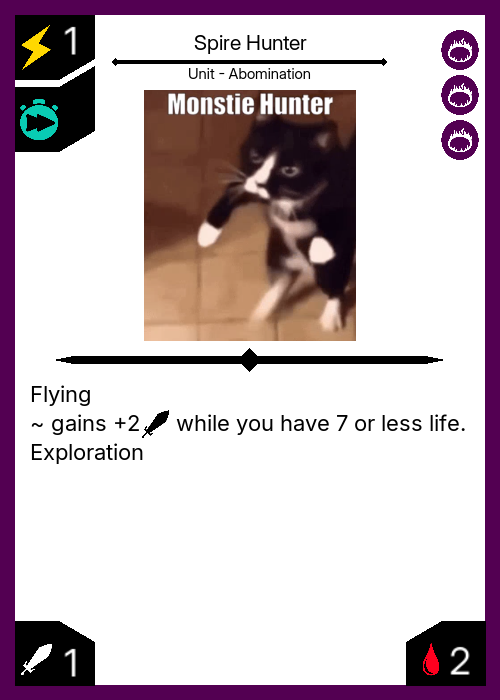 1
Spire Hunter
Unit - Abomination
Monstie Hunter
Flying
~ gains +2 while you have 7 or less life.
Exploration
1
2